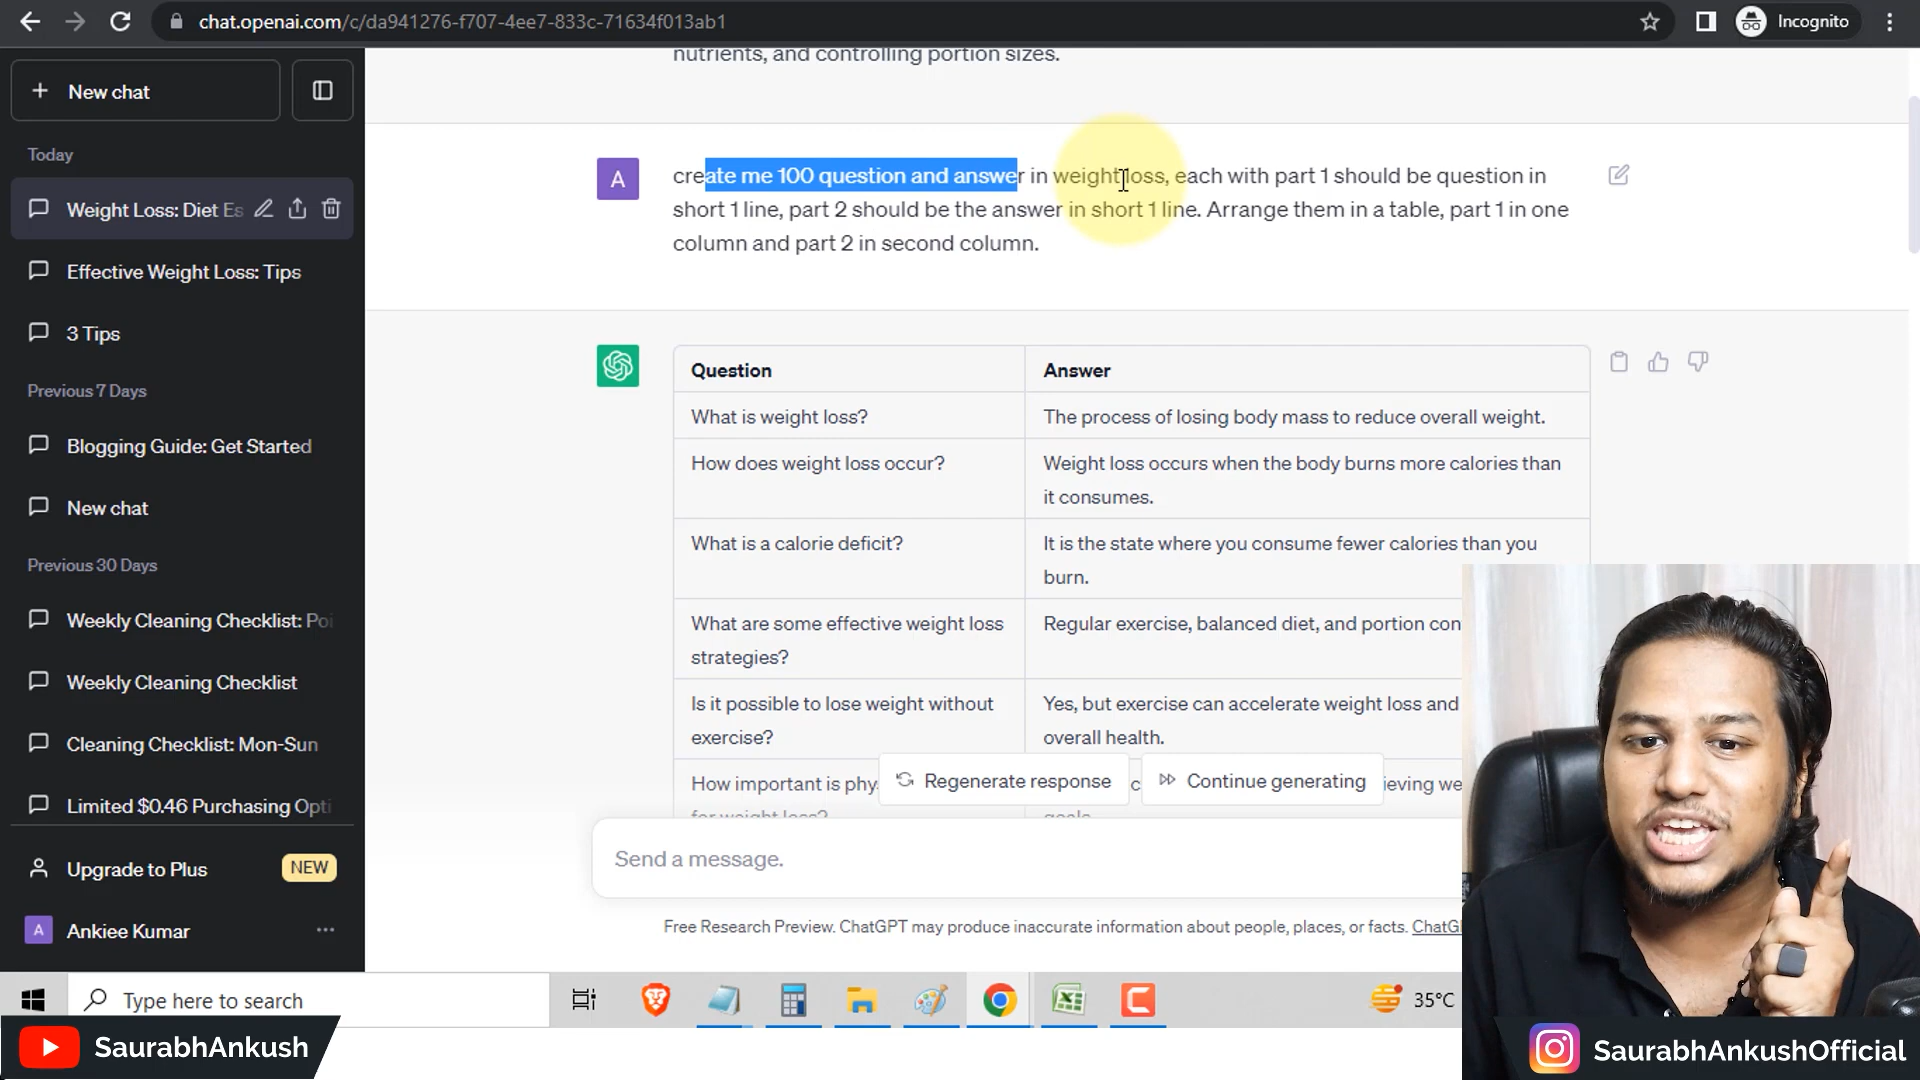 chat.openai.com/c/da941276-f707-4ee7-833c-71634f013ab1
Incognito
New chat
Today
Weight Loss: Diet Es
Effective Weight Loss: Tips
3 Tips
Previous 7 Days
Blogging Guide: Get Started
New chat
Previous 30 Days
Weekly Cleaning Checklist: Poi
Weekly Cleaning Checklist
Cleaning Checklist: Mon-Sun
Limited $0.46 Purchasing Opti
Upgrade to Plus NEW
A Ankiee Kumar
nutrients, and controlling portion sizes.
A
create me 100 question and answer in weight loss, each with part 1 should be question in
short 1 line, part 2 should be the answer in short 1 line. Arrange them in a table, part 1 in one
column and part 2 in second column.
Question Answer
What is weight loss? The process of losing body mass to reduce overall weight.
How does weight loss occur? Weight loss occurs when the body burns more calories than
it consumes.
What is a calorie deficit? It is the state where you consume fewer calories than you
burn.
What are some effective weight loss Regular exercise, balanced diet, and portion con
strategies?
Is it possible to lose weight without Yes, but exercise can accelerate weight loss and
exercise? overall health.
How important is phy c ieving we
for weight loss? goals
Regenerate response
Continue generating
Send a message.
Free Research Preview. ChatGPT may produce inaccurate information about people, places, or facts. ChatG
Type here to search
35°C
SaurabhAnkush
SaurabhAnkushOfficial